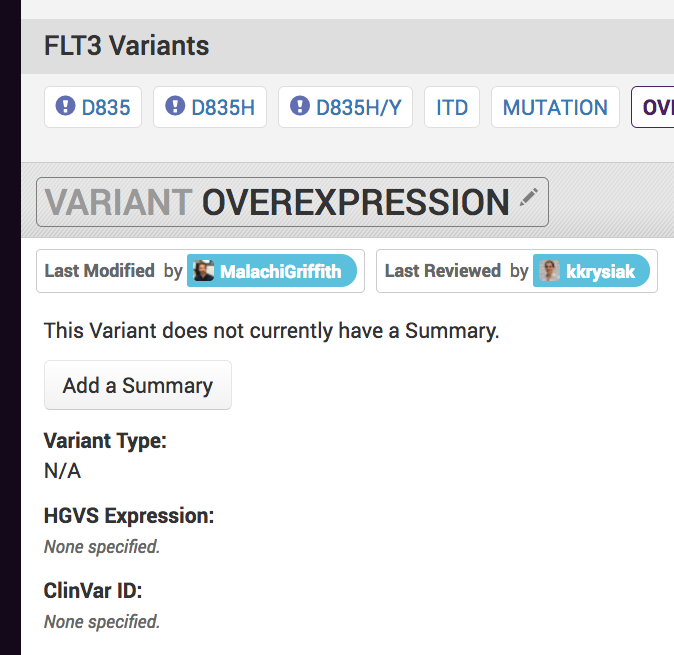 FLT3 Variants
D835 D835H D835H/Y ITD MUTATION
VARIANT OVEREXPRESSION
Last Modified by MalachiGriffith Last Reviewed by kkrysiak
This Variant does not currently have a Summary.
Add a Summary
Variant Type:
N/A
HGVS Expression:
None specified.
ClinVar ID:
None specified.